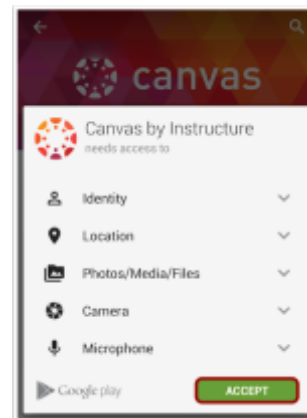 canvas
Canvas by Instructure
needs access to
Identity
Location
Photos/Media/Files
Camera
Microphone
Google play
ACCEPT